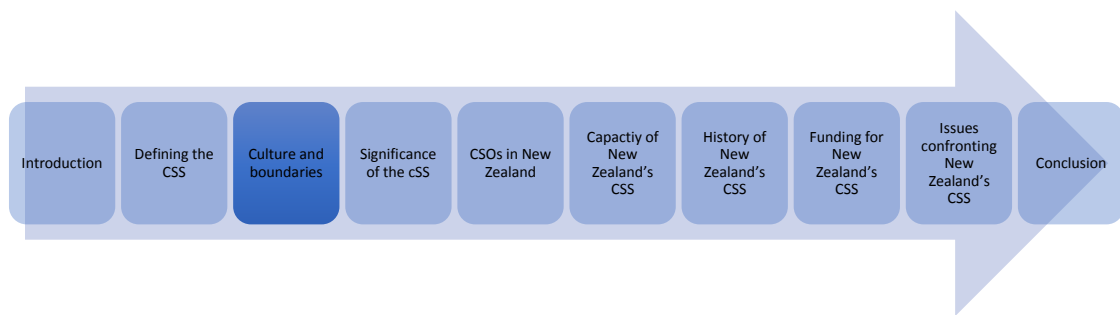 Introduction
Defining the
CSS
Culture and
boundaries
Significance
of the cSS
CSOs in New
Zealand
Capactiy of
New
Zealand's
CSS
History of
New
Zealand's
CSS
Funding for
New
Zealand's
CSS
Issues
confronting
New
Zealand's
CSS
Conclusion